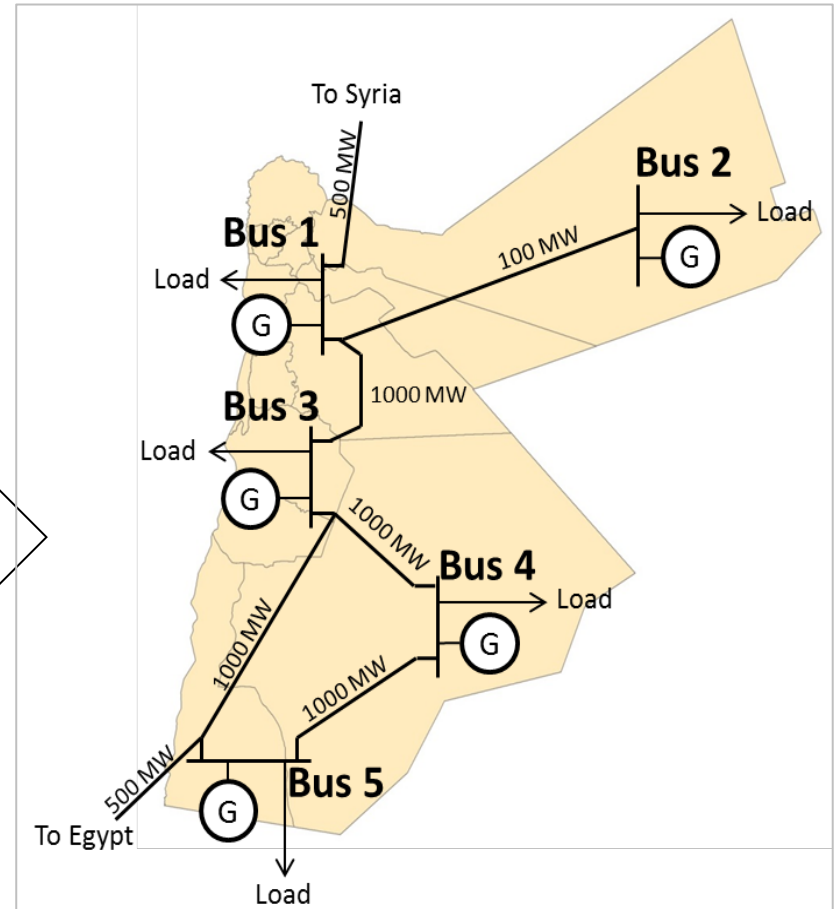 To Syria
500 MW
Bus 2
Load
G
100 MW
Bus 1
Load
G
1000 MW
Bus 3
Load
G
1000 MW
Bus 4
Load
G
1000 MW
1000 MW
500 MW
Bus 5
G
To Egypt
Load